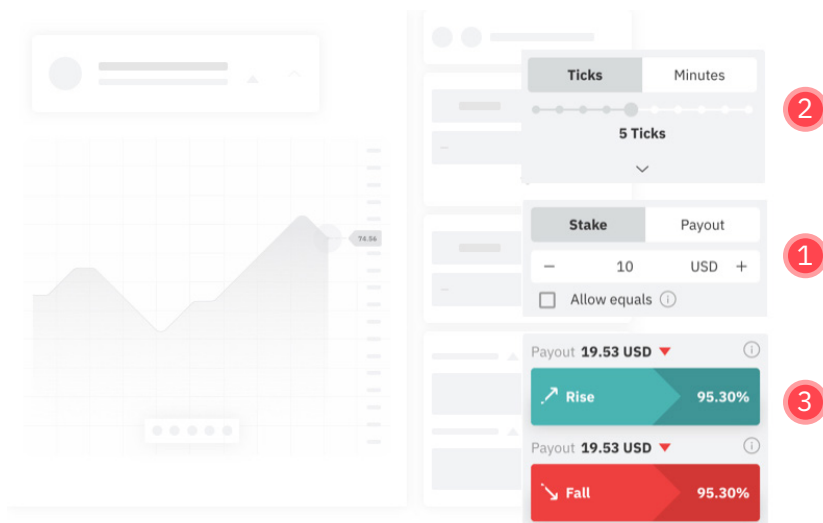 Ticks Minutes
5 Ticks
2
Stake Payout
− 10 USD +
Allow equals
1
74.56
Payout 19.53 USD
Rise 95.30%
3
Payout 19.53 USD
Fall 95.30%